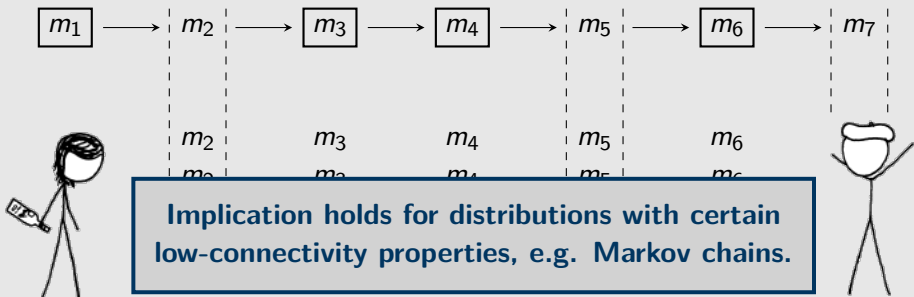 m₁ m₂ m₃ m₄ m₅ m₆ m₇
m₂ m₃ m₄ m₅ m₆
Implication holds for distributions with certain
low-connectivity properties, e.g. Markov chains.